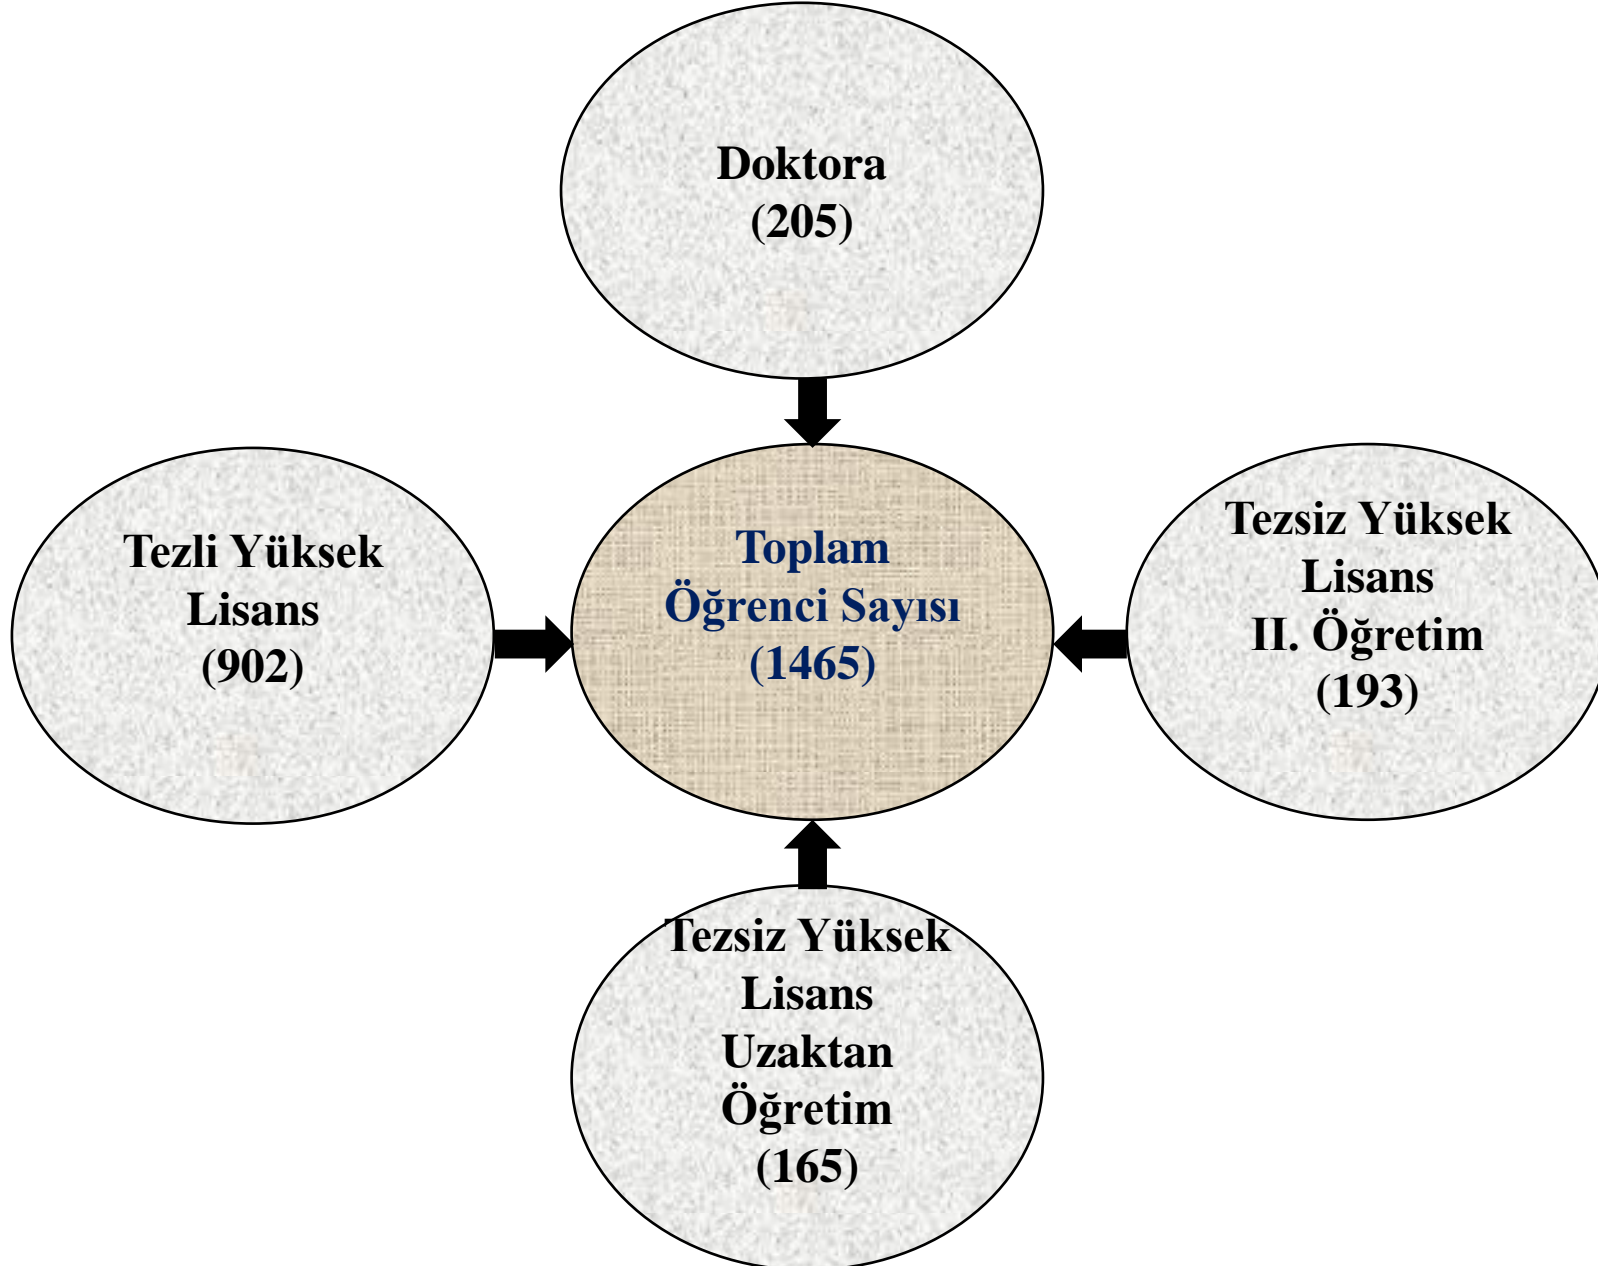 Doktora
(205)
Tezli Yüksek
Lisans
(902)
Toplam
Öğrenci Sayısı
(1465)
Tezsiz Yüksek
Lisans
II. Öğretim
(193)
Tezsiz Yüksek
Lisans
Uzaktan
Öğretim
(165)